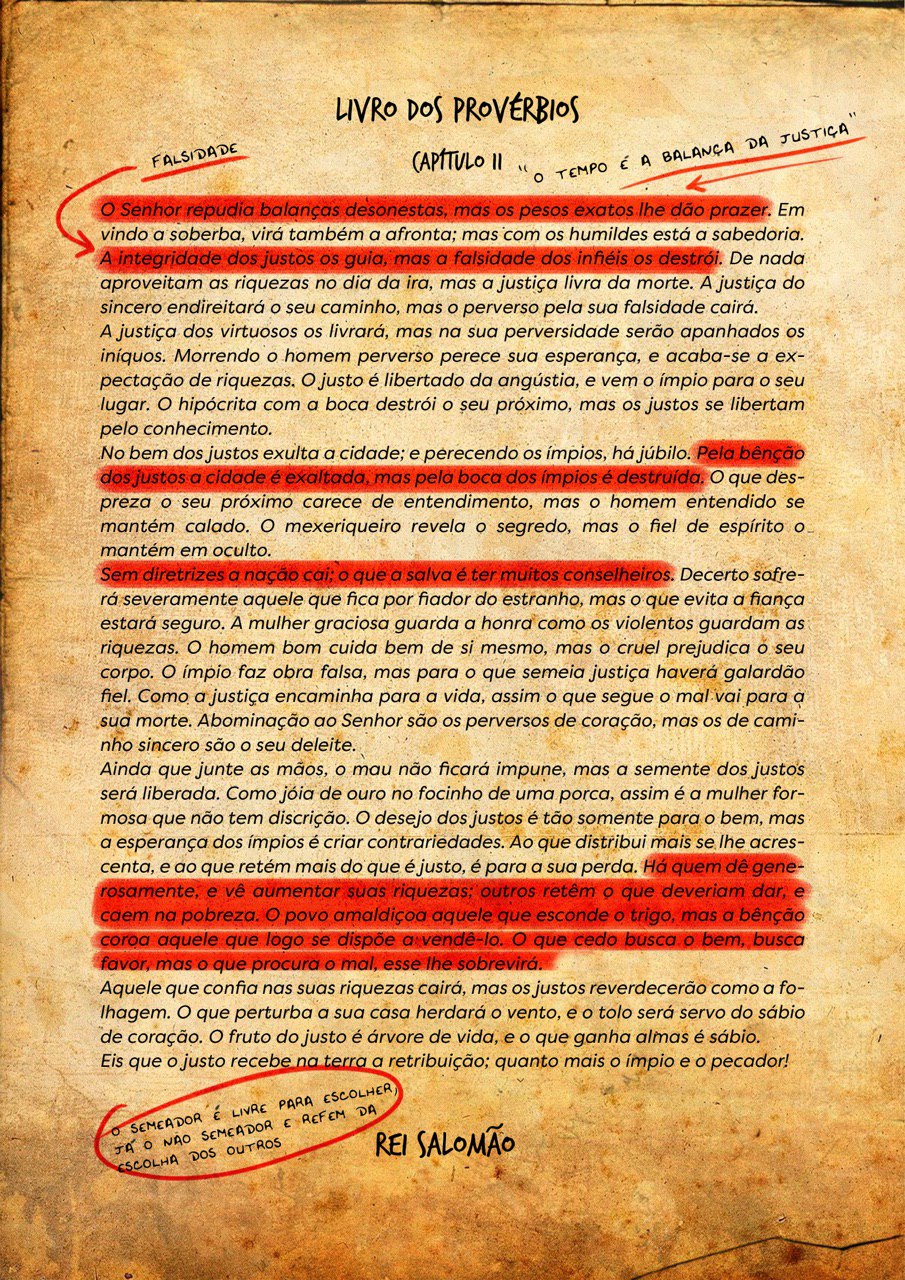 LIVRO DOS PROVÉRBIOS
FALSIDADE
CAPÍTULO 11
"O TEMPO É A BALANÇA DA JUSTIÇA"
O Senhor repudia balanças desonestas, mas os pesos exatos lhe dão prazer. Em
vindo a soberba, virá também a afronta; mas com os humildes está a sabedoria.
A integridade dos justos os guia, mas a falsidade dos infiéis os destrói. De nada
aproveitam as riquezas no dia da ira, mas a justiça livra da morte. A justiça do
sincero endireitará o seu caminho, mas o perverso pela sua falsidade cairá.
A justiça dos virtuosos os livrará, mas na sua perversidade serão apanhados os
iníquos. Morrendo o homem perverso perece sua esperança, e acaba-se a ex-
pectação de riquezas. O justo é libertado da angústia, e vem o ímpio para o seu
lugar. O hipócrita com a boca destrói o seu próximo, mas os justos se libertam
pelo conhecimento.
No bem dos justos exulta a cidade; e perecendo os ímpios, há júbilo. Pela bênção
dos justos a cidade é exaltada, mas pela boca dos ímpios é destruída. O que des-
preza o seu próximo carece de entendimento, mas o homem entendido se
mantém calado. O mexeriqueiro revela o segredo, mas o fiel de espírito o
mantém em oculto.
Sem diretrizes a nação cai; o que a salva é ter muitos conselheiros. Decerto sofre-
rá severamente aquele que fica por fiador do estranho, mas o que evita a fiança
estará seguro. A mulher graciosa guarda a honra como os violentos guardam as
riquezas. O homem bom cuida bem de si mesmo, mas o cruel prejudica o seu
corpo. O ímpio faz obra falsa, mas para o que semeia justiça haverá galardão
fiel. Como a justiça encaminha para a vida, assim o que segue o mal vai para a
sua morte. Abominação ao Senhor são os perversos de coração, mas os de cami-
nho sincero são o seu deleite.
Ainda que junte as mãos, o mau não ficará impune, mas a semente dos justos
será liberada. Como jóia de ouro no focinho de uma porca, assim é a mulher for-
mosa que não tem discrição. O desejo dos justos é tão somente para o bem, mas
a esperança dos ímpios é criar contrariedades. Ao que distribui mais se lhe acres-
centa, e ao que retém mais do que é justo, é para a sua perda. Há quem dê gene-
rosamente, e vê aumentar suas riquezas; outros retêm o que deveriam dar, e
caem na pobreza. O povo amaldiçoa aquele que esconde o trigo, mas a bênção
coroa aquele que logo se dispõe a vendê-lo. O que cedo busca o bem, busca
favor, mas o que procura o mal, esse lhe sobrevirá.
Aquele que confia nas suas riquezas cairá, mas os justos reverdecerão como a fo-
lhagem. O que perturba a sua casa herdará o vento, e o tolo será servo do sábio
de coração. O fruto do justo é árvore de vida, e o que ganha almas é sábio.
Eis que o justo recebe na terra a retribuição; quanto mais o ímpio e o pecador!
O SEMEADOR É LIVRE PARA ESCOLHER,
JÁ O NÃO SEMEADOR E REFEM DA
ESCOLHA DOS OUTROS
REI SALOMÃO